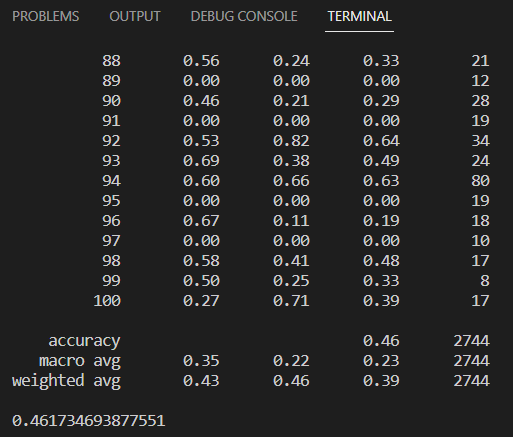 PROBLEMS OUTPUT DEBUG CONSOLE TERMINAL
88 0.56 0.24 0.33 21
89 0.00 0.00 0.00 12
90 0.46 0.21 0.29 28
91 0.00 0.00 0.00 19
92 0.53 0.82 0.64 34
93 0.69 0.38 0.49 24
94 0.60 0.66 0.63 80
95 0.00 0.00 0.00 19
96 0.67 0.11 0.19 18
97 0.00 0.00 0.00 10
98 0.58 0.41 0.48 17
99 0.50 0.25 0.33 8
100 0.27 0.71 0.39 17
accuracy 0.46 2744
macro avg 0.35 0.22 0.23 2744
weighted avg 0.43 0.46 0.39 2744
0.461734693877551